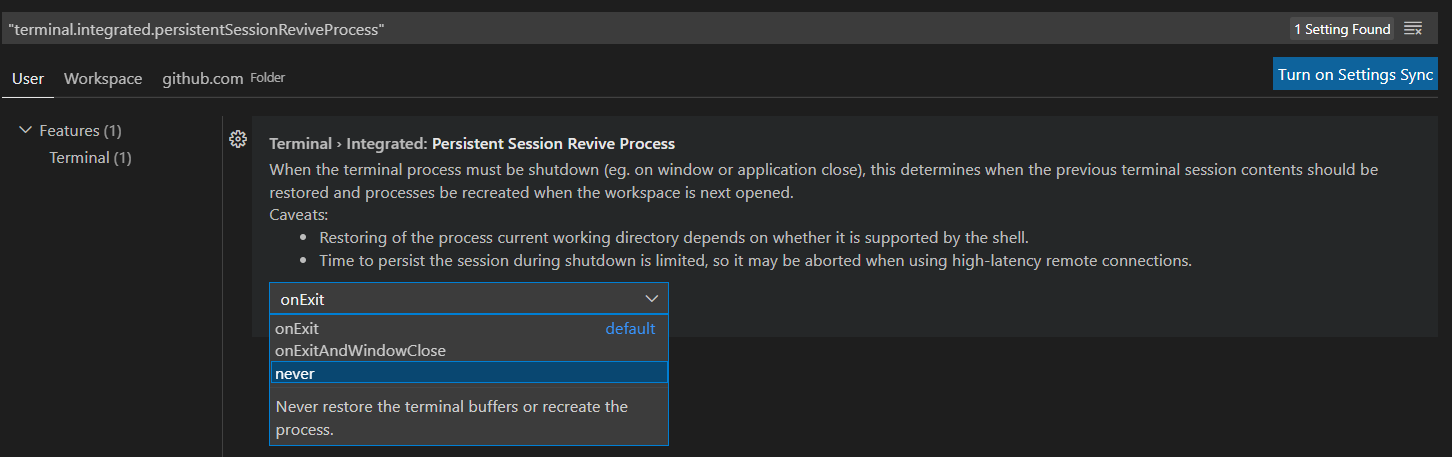 "terminal.integrated.persistentSessionReviveProcess"
1 Setting Found
User
Workspace
github.com Folder
Turn on Settings Sync
Features (1)
Terminal (1)
Terminal › Integrated: Persistent Session Revive Process
When the terminal process must be shutdown (eg. on window or application close), this determines when the previous terminal session contents should be
restored and processes be recreated when the workspace is next opened.
Caveats:
• Restoring of the process current working directory depends on whether it is supported by the shell.
• Time to persist the session during shutdown is limited, so it may be aborted when using high-latency remote connections.
onExit
onExit default
onExitAndWindowClose
never
Never restore the terminal buffers or recreate the
process.